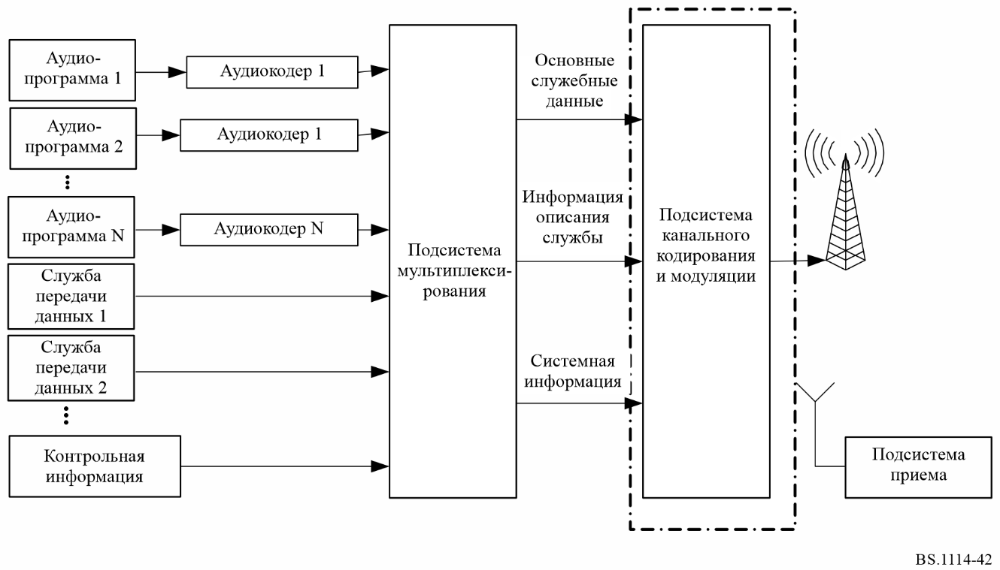 Аудио-
программа 1
Аудиокодер 1
Аудио-
программа 2
Аудиокодер 1
Аудио-
программа N
Аудиокодер N
Служба
передачи
данных 1
Служба
передачи
данных 2
Контрольная
информация
Подсистема
мультиплекси-
рования
Основные
служебные
данные
Информация
описания
службы
Системная
информация
Подсистема
канального
кодирования
и модуляции
Подсистема
приема
BS.1114-42